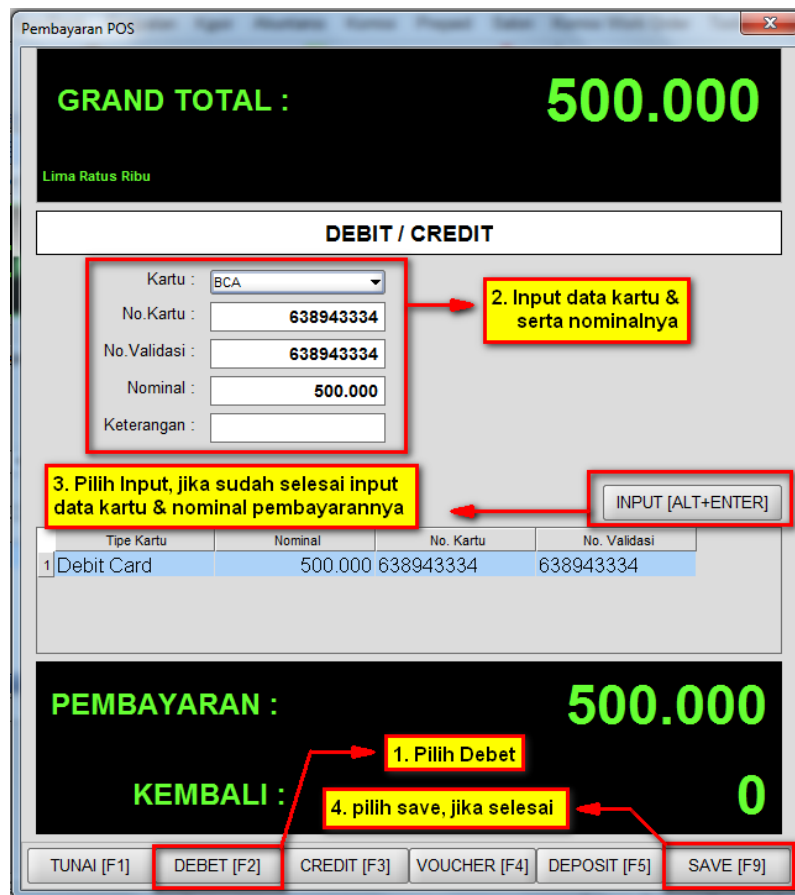 Pembayaran POS
GRAND TOTAL :
500.000
Lima Ratus Ribu
DEBIT / CREDIT
Kartu :
BCA
No.Kartu :
638943334
No.Validasi :
638943334
Nominal :
500.000
Keterangan :
2. Input data kartu &
serta nominalnya
3. Pilih Input, jika sudah selesai input
data kartu & nominal pembayarannya
INPUT [ALT+ENTER]
Tipe Kartu Nominal No. Kartu No. Validasi
1 Debit Card 500.000 638943334 638943334
PEMBAYARAN :
500.000
1. Pilih Debet
KEMBALI :
0
4. pilih save, jika selesai
TUNAI [F1] DEBET [F2] CREDIT [F3] VOUCHER [F4] DEPOSIT [F5] SAVE [F9]